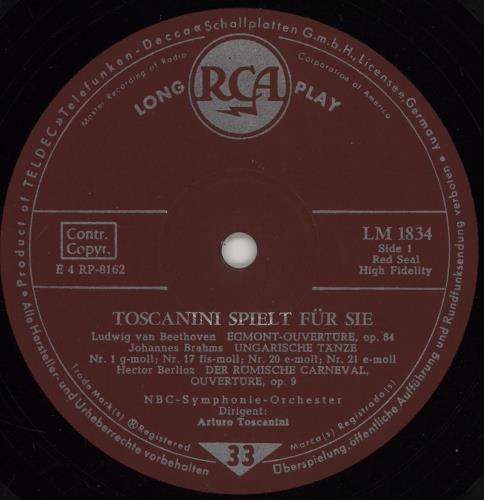 Product of TELDEC »Telefunken-Decca« Schallplatten G.m.b.H., Licensee, Germany
Master Recording of Radio Corporation of America
RCA
LONG PLAY
Contr.
Copyr.
E 4 RP-8162
LM 1834
Side 1
Red Seal
High Fidelity
TOSCANINI SPIELT FÜR SIE
Ludwig van Beethoven EGMONT-OUVERTÜRE, op. 84
Johannes Brahms UNGARISCHE TÄNZE
Nr. 1 g-moll; Nr. 17 fis-moll; Nr. 20 e-moll; Nr. 21 e-moll
Hector Berlioz DER RÖMISCHE CARNEVAL,
OUVERTÜRE, op. 9
NBC-Symphonie-Orchester
Dirigent:
Arturo Toscanini
Trade Mark(s) ®Registered
Marca(s) Registrada(s)
33
Alle Hersteller- und Urheberrechte vorbehalten
Überspielung, öffentliche Aufführung und Rundfunksendung verboten